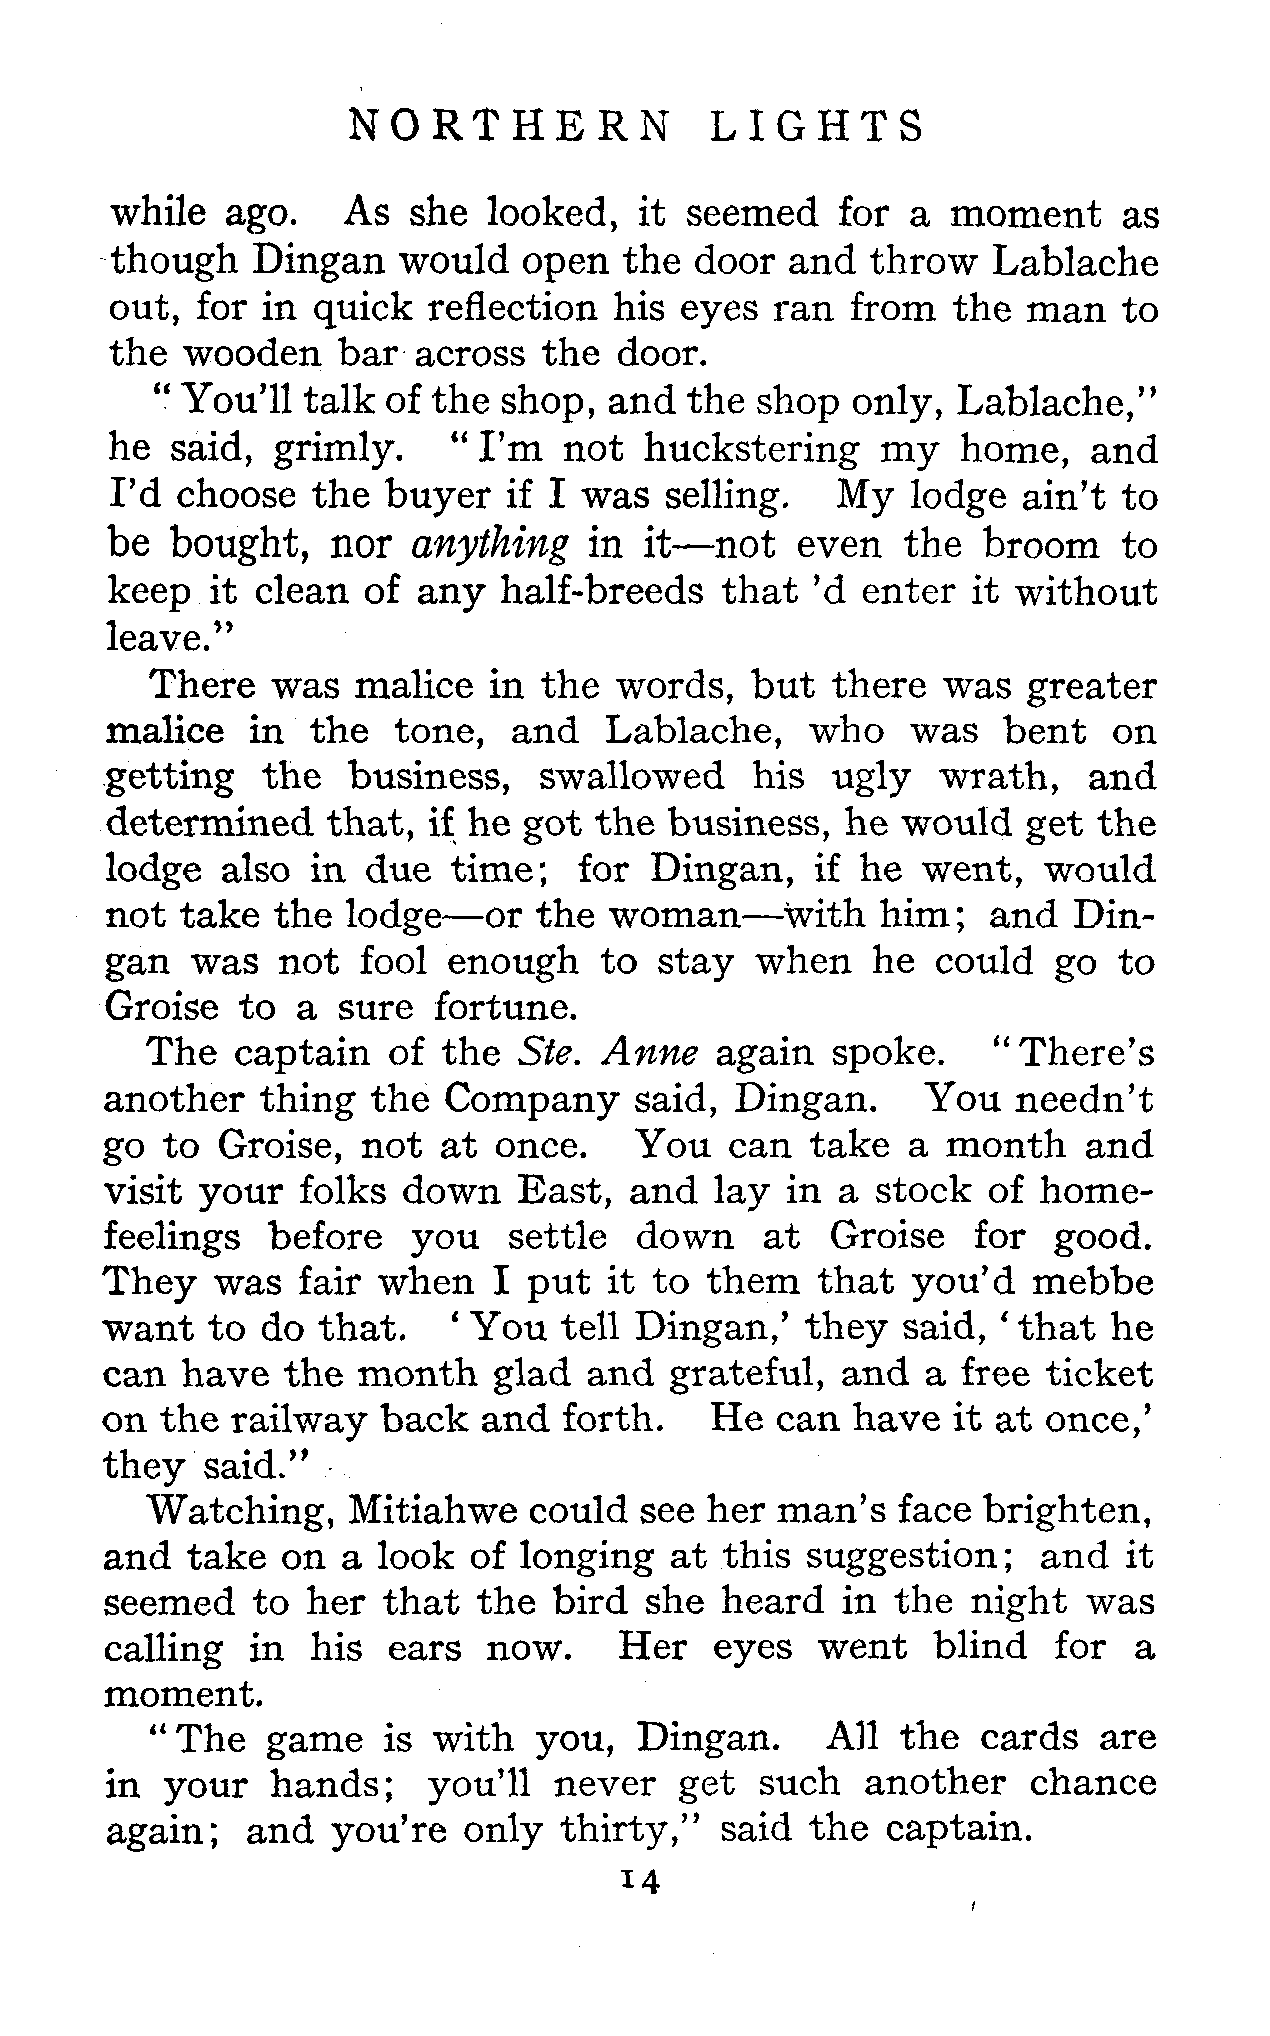 NORTHERN LIGHTS
while ago. As she looked, it seemed for a moment as
though Dingan would open the door and throw Lablache
out, for in quick reflection his eyes ran from the man to
the wooden bar across the door.
“ You’ll talk of the shop, and the shop only, Lablache,”
he said, grimly. “ I’m not huckstering my home, and
I’d choose the buyer if I was selling. My lodge ain’t to
be bought, nor anything in it—not even the broom to
keep it clean of any half-breeds that ’d enter it without
leave.”
There was malice in the words, but there was greater
malice in the tone, and Lablache, who was bent on
getting the business, swallowed his ugly wrath, and
determined that, if he got the business, he would get the
lodge also in due time; for Dingan, if he went, would
not take the lodge—or the woman—with him; and Din-
gan was not fool enough to stay when he could go to
Groise to a sure fortune.
The captain of the Ste. Anne again spoke. “ There’s
another thing the Company said, Dingan. You needn’t
go to Groise, not at once. You can take a month and
visit your folks down East, and lay in a stock of home-
feelings before you settle down at Groise for good.
They was fair when I put it to them that you’d mebbe
want to do that. ‘ You tell Dingan,’ they said, ‘ that he
can have the month glad and grateful, and a free ticket
on the railway back and forth. He can have it at once,’
they said.”
Watching, Mitiahwe could see her man’s face brighten,
and take on a look of longing at this suggestion; and it
seemed to her that the bird she heard in the night was
calling in his ears now. Her eyes went blind for a
moment.
“ The game is with you, Dingan. All the cards are
in your hands; you’ll never get such another chance
again; and you’re only thirty,” said the captain.
14